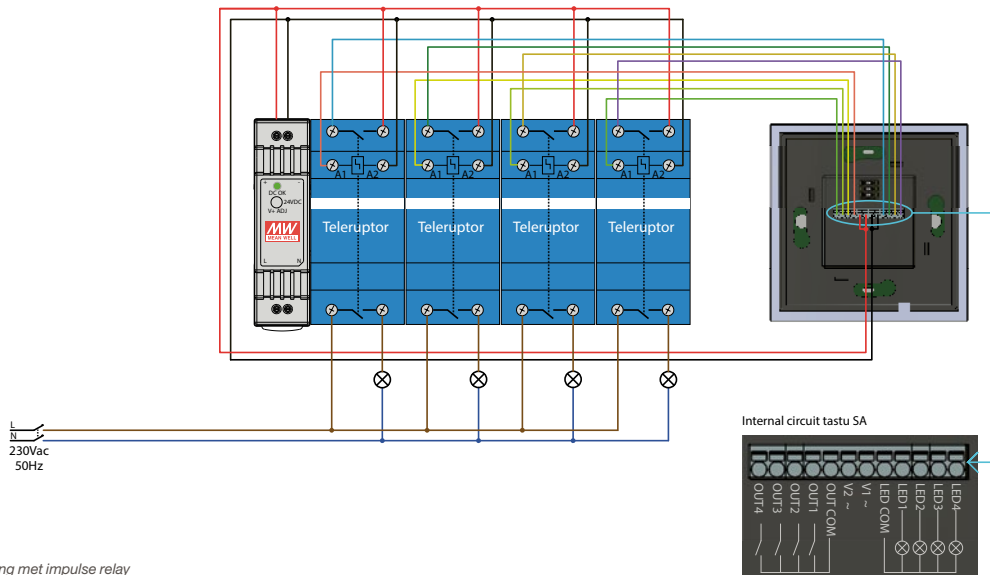 A1 A2 A1 A2 A1 A2 A1 A2
+ -
DC OK
24VDC
V+ ADJ
MW
MEAN WELL
L N
Teleruptor Teleruptor Teleruptor Teleruptor
L
N
230Vac
50Hz
Internal circuit tastu SA
OUT4
OUT3
OUT2
OUT1
OUT COM
V2 ~
V1 ~
LED COM
LED1
LED2
LED3
LED4
ng met impulse relay